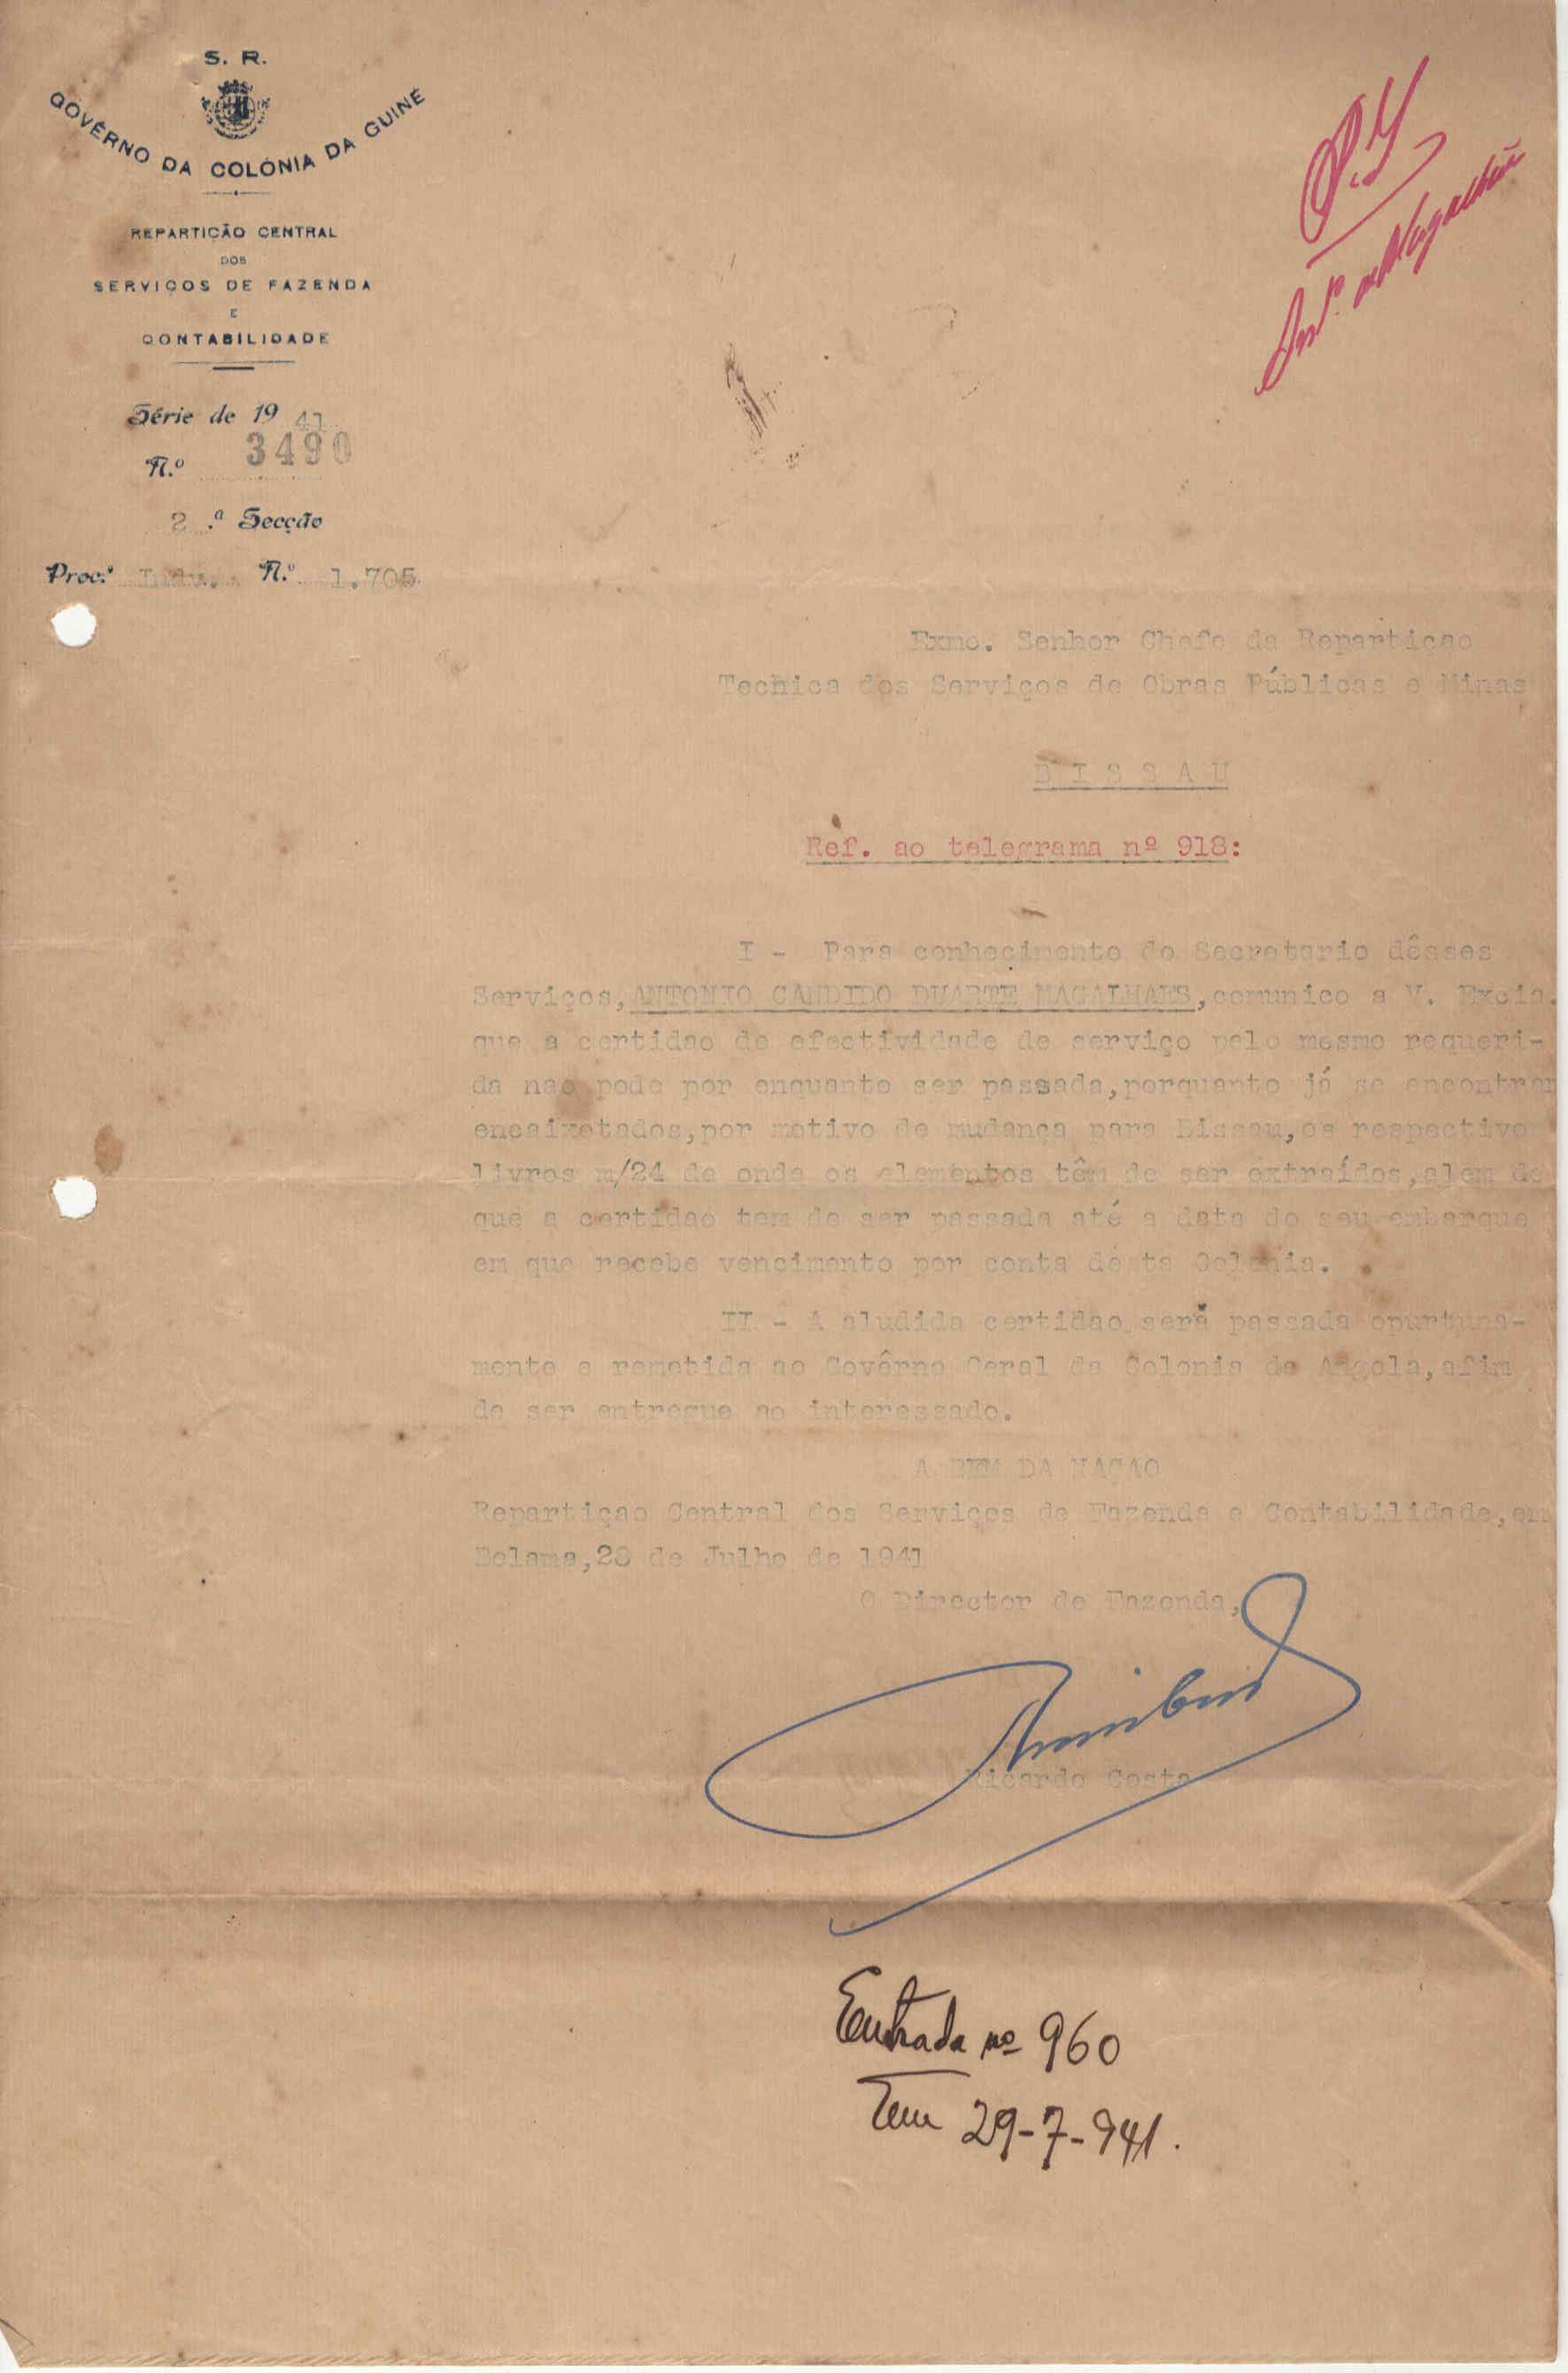 S. R.
GOVÊRNO DA COLÓNIA DA GUINÉ
REPARTIÇÃO CENTRAL
DOS
SERVIÇOS DE FAZENDA
E
CONTABILIDADE
Série de 19 41
N.º 3490
2.ª Secção
Proc.º Indv. N.º 1.705
Exmo. Senhor Chefe da Repartiçao
Technica dos Serviços de Obras Públicas e Minas
B I S S A U
Ref. ao telegrama nº 918:
I - Para conhecimento do Secretario dêsses
Serviços, ANTONIO CANDIDO DUARTE MAGALHAES, comunico a V. Excia.
que a certidao de efectividade de serviço pelo mesmo requeri-
da nao pode por enquanto ser passada, porquanto já se encontram
encaixotados, por motivo de mudança para Bissau, os respectivo
livros m/24 de onde os elementos têm de ser extraídos, alem de
que a certidao tem de ser passada até a data do seu embarque
em que recebe vencimento por conta desta Colonia.
II - A aludida certidao será passada opurtuna-
mente e remetida ao Govêrno Geral da Colonia de Angola, afim
de ser entregue ao interessado.
A BEM DA NAÇAO
Repartiçao Central dos Serviços de Fazenda e Contabilidade, em
Bolama, 28 de Julho de 1941
O Director de Fazenda,
Ricardo Costa
Entrada nº 960
Em 29-7-941.